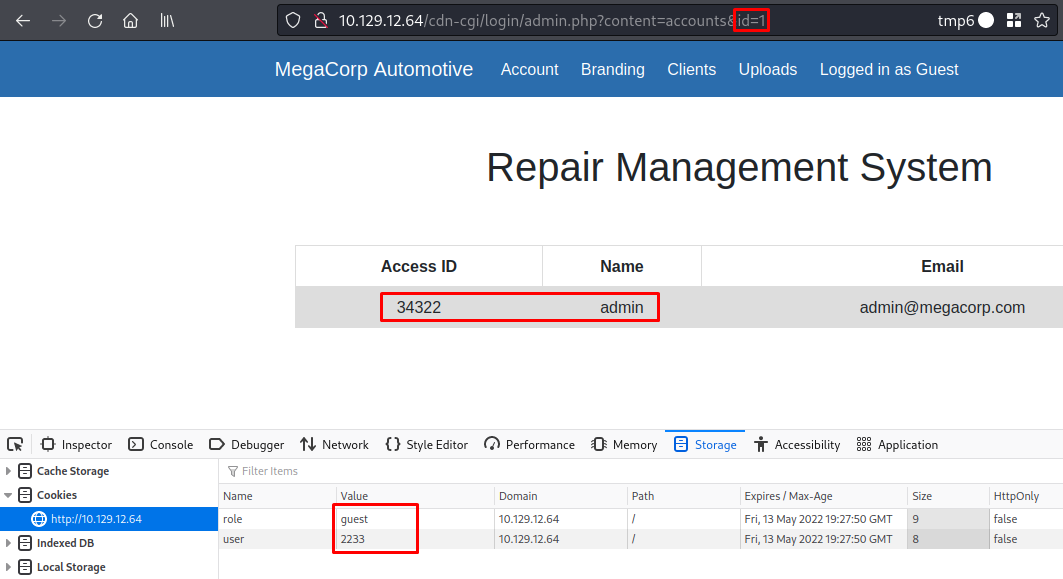 10.129.12.64/cdn-cgi/login/admin.php?content=accounts&id=1 tmp6
MegaCorp Automotive Account Branding Clients Uploads Logged in as Guest
Repair Management System
Access ID Name Email
34322 admin admin@megacorp.com
Inspector Console Debugger Network Style Editor Performance Memory Storage Accessibility Application
Cache Storage Filter Items
Cookies Name Value Domain Path Expires / Max-Age Size HttpOnly
http://10.129.12.64 role guest 10.129.12.64 / Fri, 13 May 2022 19:27:50 GMT 9 false
Indexed DB user 2233 10.129.12.64 / Fri, 13 May 2022 19:27:50 GMT 8 false
Local Storage